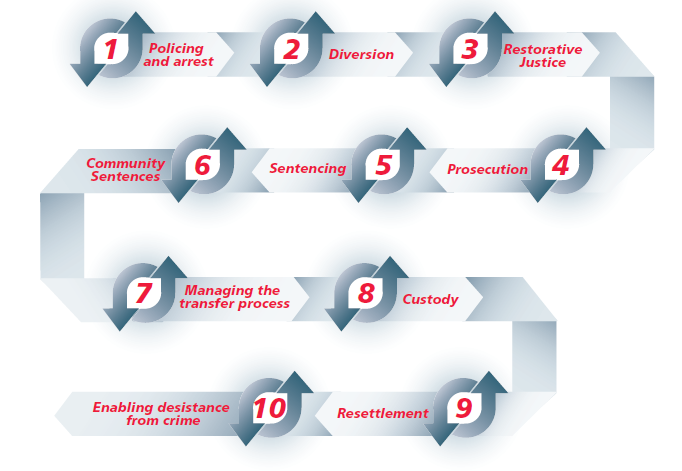 1
Policing
and arrest
2
Diversion
3
Restorative
Justice
4
Prosecution
5
Sentencing
6
Community
Sentences
7
Managing the
transfer process
8
Custody
9
Resettlement
10
Enabling desistance
from crime